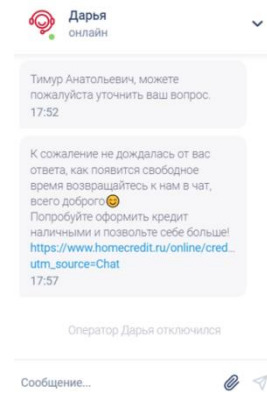 Дарья
онлайн
Тимур Анатольевич, можете
пожалуйста уточнить ваш вопрос.
17:52
К сожаление не дождалась от вас
ответа, как появится свободное
время возвращайтесь к нам в чат,
всего доброго😊
Попробуйте оформить кредит
наличными и позвольте себе больше!
https://www.homecredit.ru/online/cred...
utm_source=Chat
17:57
Оператор Дарья отключился
Сообщение...